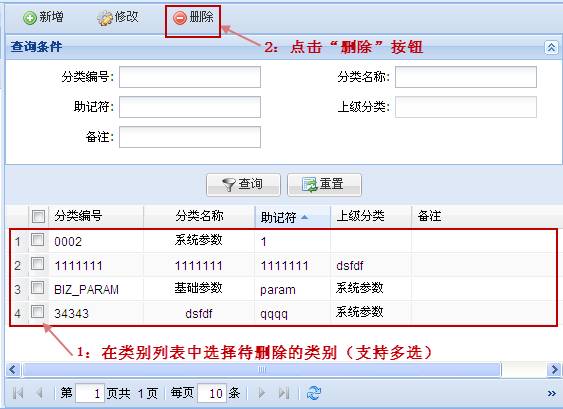 新增 修改 删除
2：点击“删除”按钮
查询条件
分类编号: 分类名称:
助记符: 上级分类:
备注:
查询 重置
分类编号 分类名称 助记符 上级分类 备注
1 0002 系统参数 1
2 1111111 1111111 1111111 dsfdf
3 BIZ_PARAM 基础参数 param 系统参数
4 34343 dsfdf qqqq 系统参数
1：在类别列表中选择待删除的类别（支持多选）
第 1 页共 1 页 每页 10 条